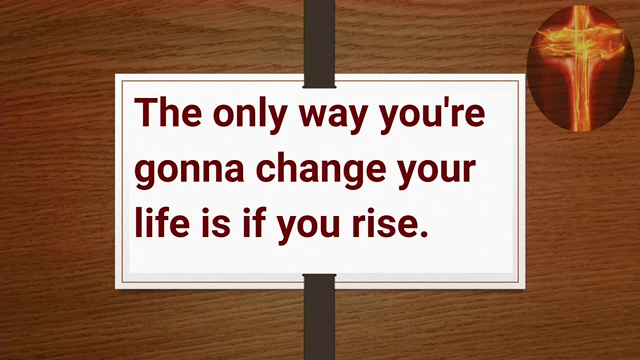 The only way you're
gonna change your
life is if you rise.